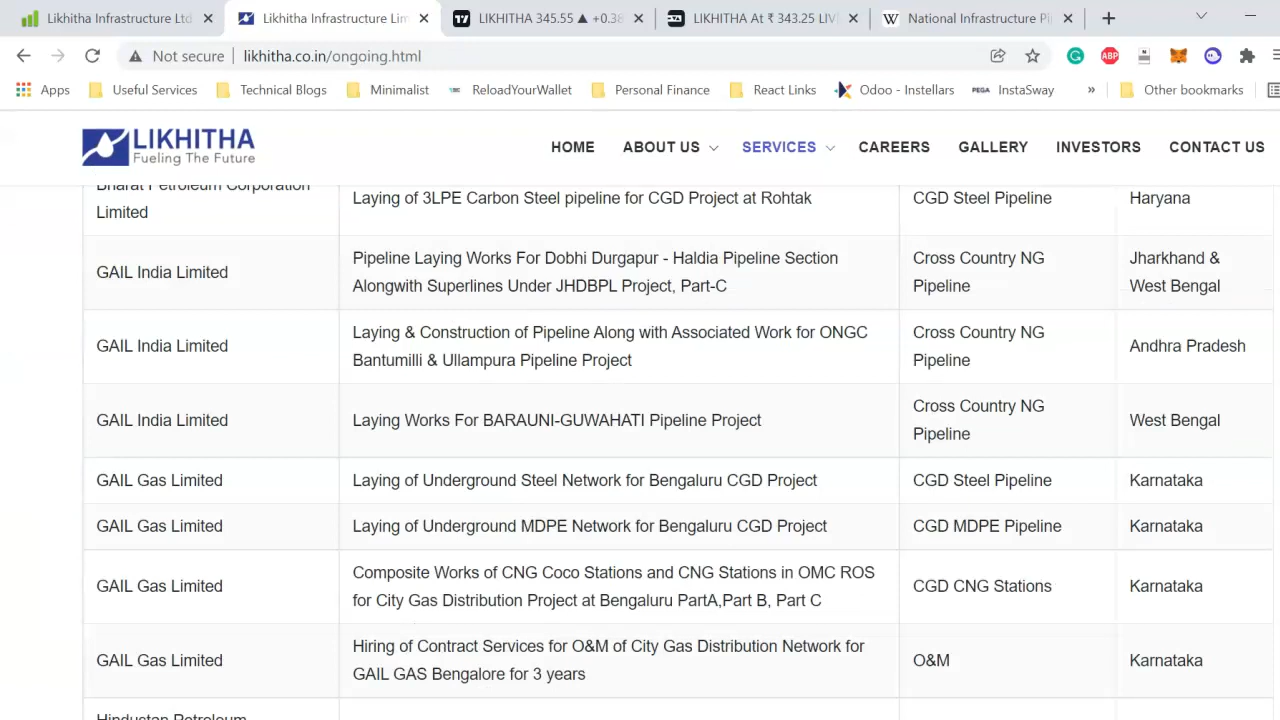 Likhitha Infrastructure Ltd
Likhitha Infrastructure Lim
LIKHITHA 345.55 ▲ +0.38
LIKHITHA At ₹ 343.25 LIV
National Infrastructure Pi
Not secure
likhitha.co.in/ongoing.html
ABP
N
Apps
Useful Services
Technical Blogs
Minimalist
ReloadYourWallet
Personal Finance
React Links
Odoo - Instellars
PEGA
InstaSway
»
Other bookmarks
LIKHITHA
Fueling The Future
HOME
ABOUT US
SERVICES
CAREERS
GALLERY
INVESTORS
CONTACT US
Bharat Petroleum Corporation
Limited
Laying of 3LPE Carbon Steel pipeline for CGD Project at Rohtak
CGD Steel Pipeline
Haryana
GAIL India Limited
Pipeline Laying Works For Dobhi Durgapur - Haldia Pipeline Section
Alongwith Superlines Under JHDBPL Project, Part-C
Cross Country NG
Pipeline
Jharkhand &
West Bengal
GAIL India Limited
Laying & Construction of Pipeline Along with Associated Work for ONGC
Bantumilli & Ullampura Pipeline Project
Cross Country NG
Pipeline
Andhra Pradesh
GAIL India Limited
Laying Works For BARAUNI-GUWAHATI Pipeline Project
Cross Country NG
Pipeline
West Bengal
GAIL Gas Limited
Laying of Underground Steel Network for Bengaluru CGD Project
CGD Steel Pipeline
Karnataka
GAIL Gas Limited
Laying of Underground MDPE Network for Bengaluru CGD Project
CGD MDPE Pipeline
Karnataka
GAIL Gas Limited
Composite Works of CNG Coco Stations and CNG Stations in OMC ROS
for City Gas Distribution Project at Bengaluru PartA,Part B, Part C
CGD CNG Stations
Karnataka
GAIL Gas Limited
Hiring of Contract Services for O&M of City Gas Distribution Network for
GAIL GAS Bengalore for 3 years
O&M
Karnataka
Hindustan Petroleum